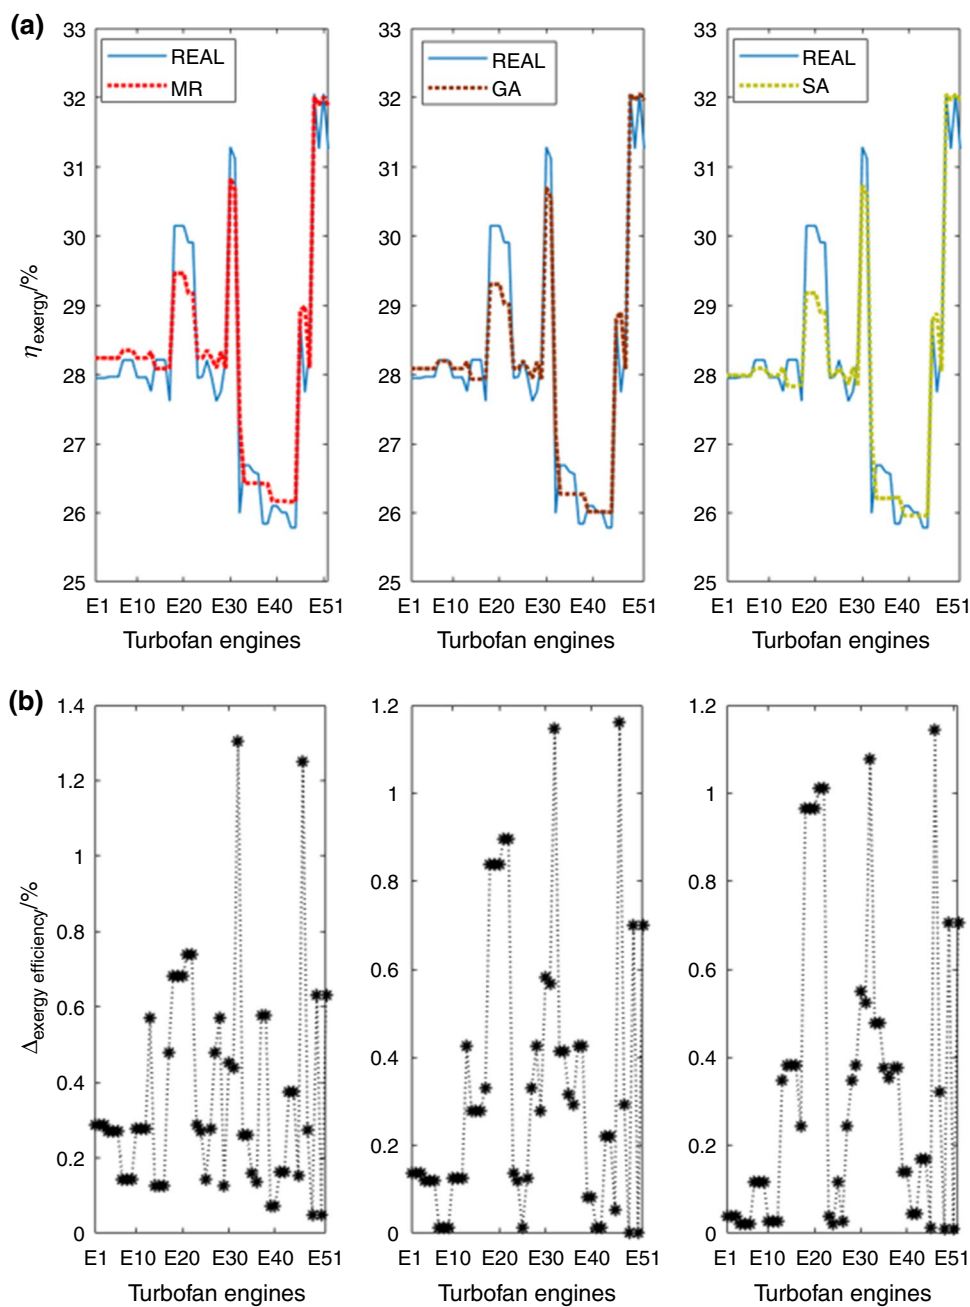 (a)
33
32
31
30
29
28
27
26
25
η exergy/%
REAL
MR
E1 E10 E20 E30 E40 E51
Turbofan engines
33
32
31
30
29
28
27
26
25
REAL
GA
E1 E10 E20 E30 E40 E51
Turbofan engines
33
32
31
30
29
28
27
26
25
REAL
SA
E1 E10 E20 E30 E40 E51
Turbofan engines
(b)
1.4
1.2
1
0.8
0.6
0.4
0.2
0
Δexergy efficiency/%
E1 E10 E20 E30 E40 E51
Turbofan engines
1.2
1
0.8
0.6
0.4
0.2
0
E1 E10 E20 E30 E40 E51
Turbofan engines
1.2
1
0.8
0.6
0.4
0.2
0
E1 E10 E20 E30 E40 E51
Turbofan engines